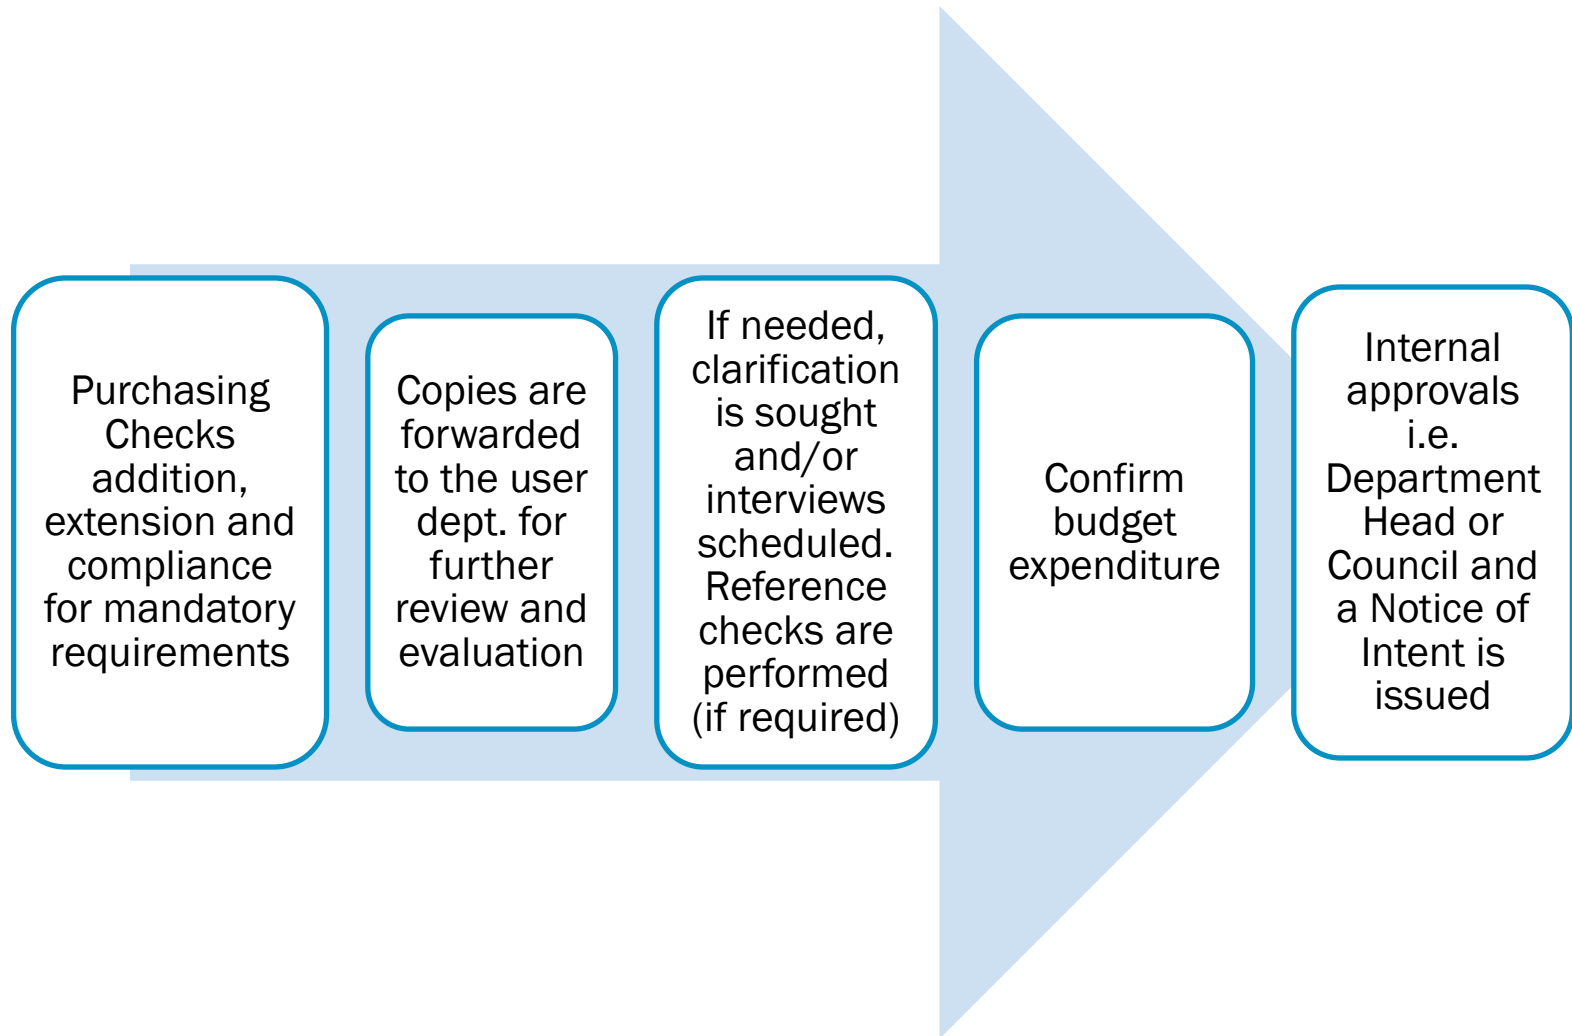 Purchasing
Checks
addition,
extension and
compliance
for mandatory
requirements
Copies are
forwarded
to the user
dept. for
further
review and
evaluation
If needed,
clarification
is sought
and/or
interviews
scheduled.
Reference
checks are
performed
(if required)
Confirm
budget
expenditure
Internal
approvals
i.e.
Department
Head or
Council and
a Notice of
Intent is
issued